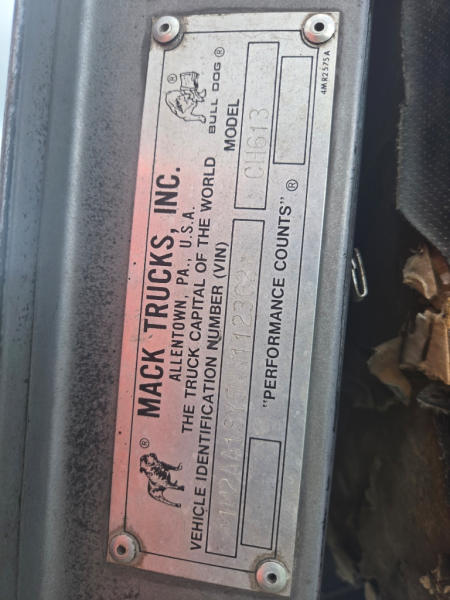 MACK TRUCKS, INC.
ALLENTOWN, PA., U.S.A.
THE TRUCK CAPITAL OF THE WORLD
BULL DOG ®
VEHICLE IDENTIFICATION NUMBER (VIN)
MODEL
CH613
"PERFORMANCE COUNTS" ®
4MR2575A